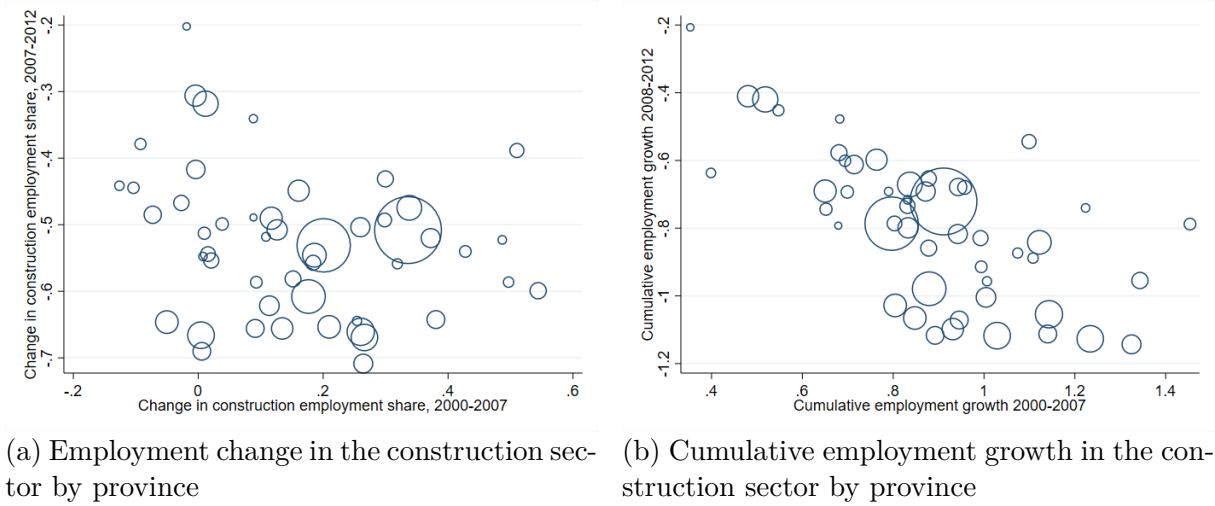 Change in construction employment share, 2007-2012
-.2
-.3
-.4
-.5
-.6
-.7
-.2
0
.2
.4
.6
Change in construction employment share, 2000-2007
(a) Employment change in the construction sec-
tor by province
Cumulative employment growth 2008-2012
-.2
-.4
-.6
-.8
-1
-1.2
.4
.6
.8
1
1.2
1.4
Cumulative employment growth 2000-2007
(b) Cumulative employment growth in the con-
struction sector by province